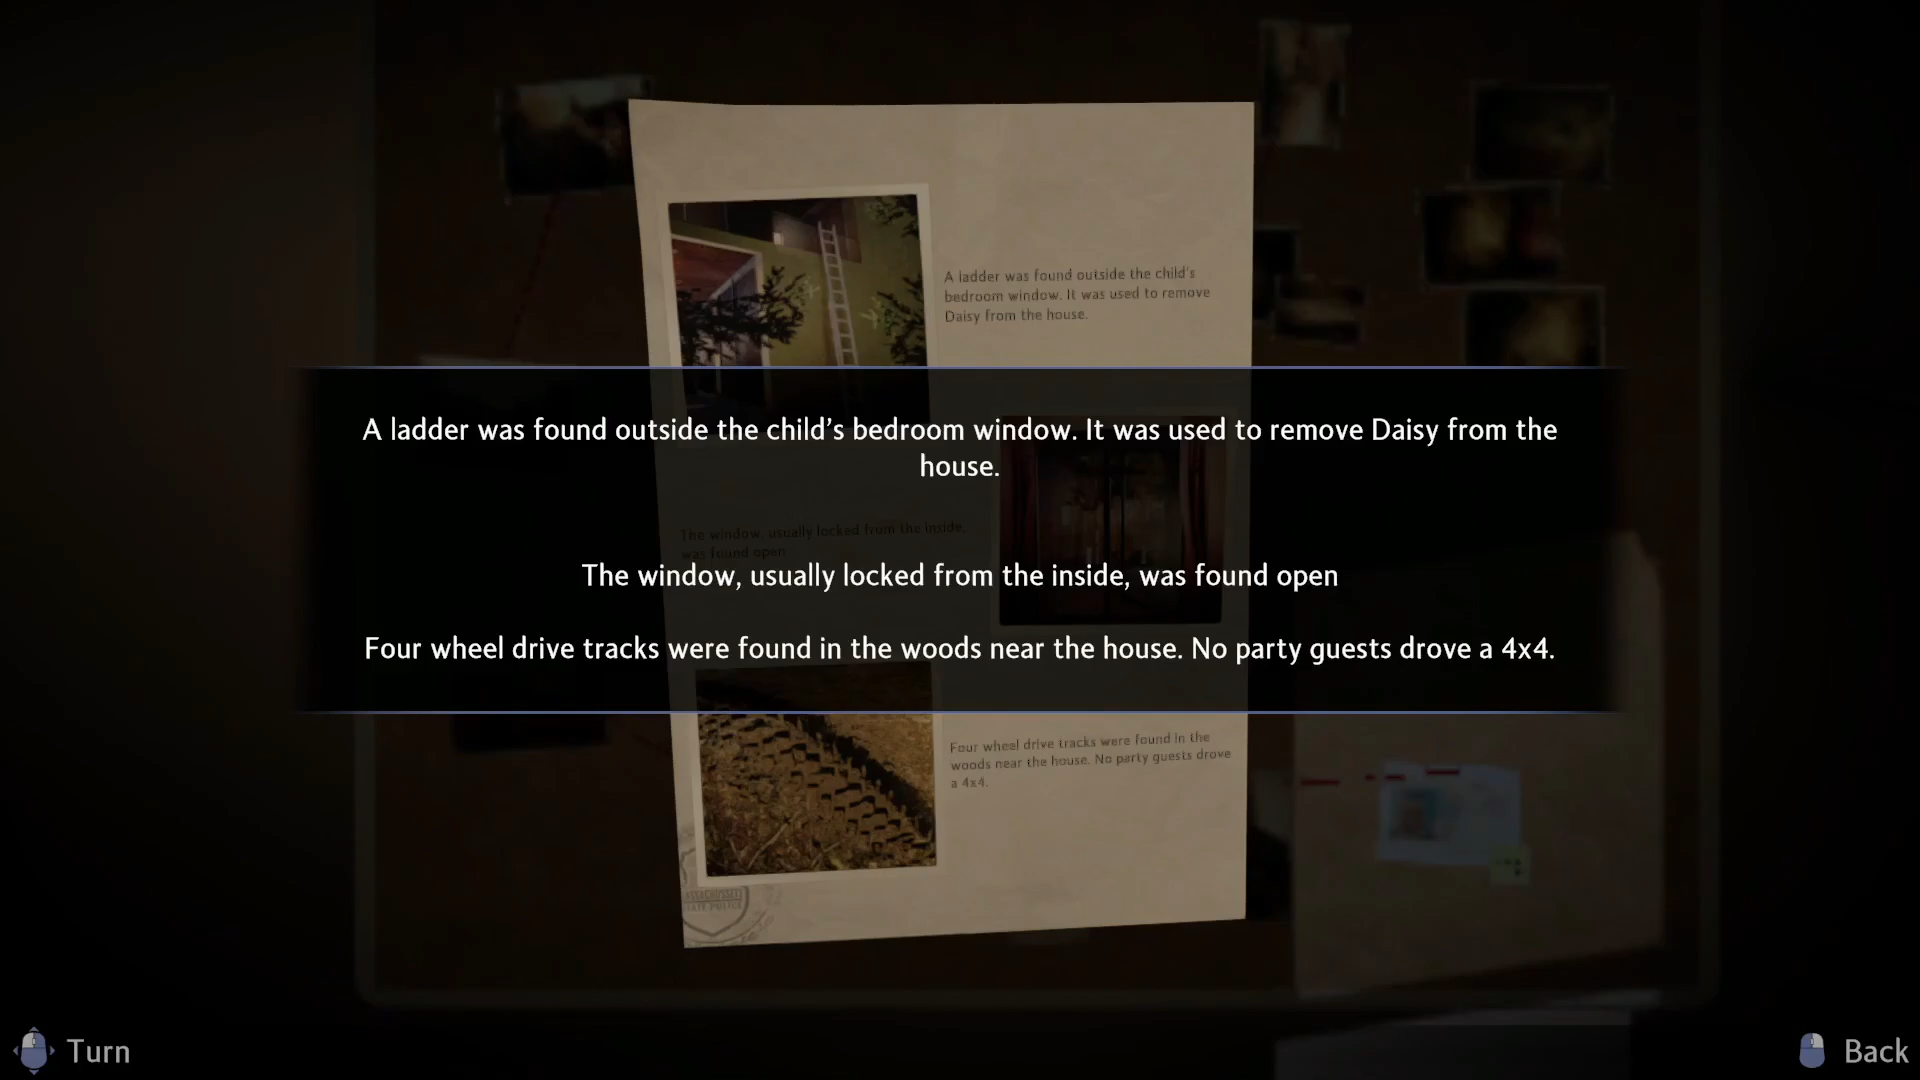 A ladder was found outside the child's
bedroom window. It was used to remove
Daisy from the house.
A ladder was found outside the child's bedroom window. It was used to remove Daisy from the
house.
The window, usually locked from the inside,
was found open
The window, usually locked from the inside, was found open
Four wheel drive tracks were found in the woods near the house. No party guests drove a 4x4.
Four wheel drive tracks were found in the
woods near the house. No party guests drove
a 4x4.
Turn
Back